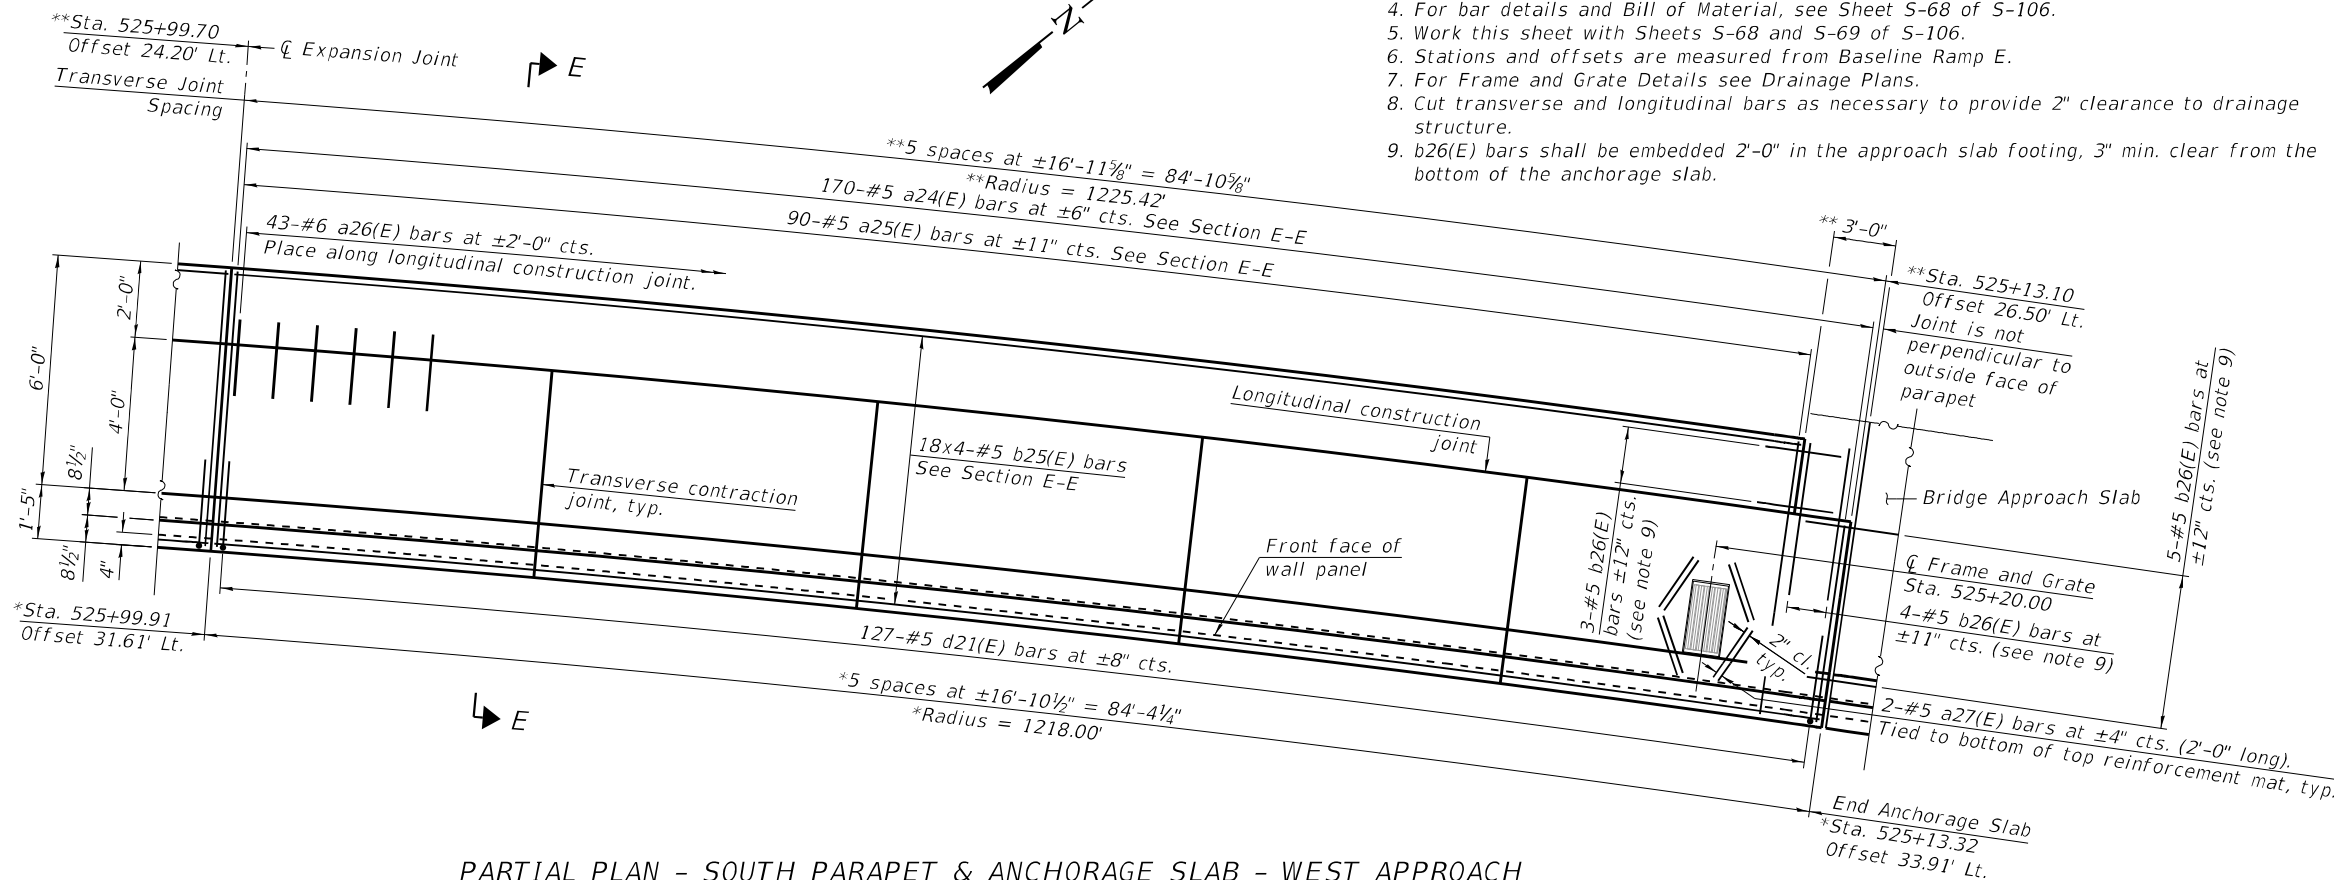 **Sta. 525+99.70
Offset 24.20' Lt.
℄ Expansion Joint
E
N
Transverse Joint
Spacing
4. For bar details and Bill of Material, see Sheet S-68 of S-106.
5. Work this sheet with Sheets S-68 and S-69 of S-106.
6. Stations and offsets are measured from Baseline Ramp E.
7. For Frame and Grate Details see Drainage Plans.
8. Cut transverse and longitudinal bars as necessary to provide 2" clearance to drainage
structure.
9. b26(E) bars shall be embedded 2'-0" in the approach slab footing, 3" min. clear from the
bottom of the anchorage slab.
**5 spaces at ±16'-11⅝" = 84'-10⅝"
**Radius = 1225.42'
170-#5 a24(E) bars at ±6" cts. See Section E-E
90-#5 a25(E) bars at ±11" cts. See Section E-E
43-#6 a26(E) bars at ±2'-0" cts.
Place along longitudinal construction joint.
** 3'-0"
**Sta. 525+13.10
Offset 26.50' Lt.
Joint is not
perpendicular to
outside face of
parapet
2'-0"
6'-0"
4'-0"
8½"
1'-5"
8½"
4"
Longitudinal construction
joint
18x4-#5 b25(E) bars
See Section E-E
Transverse contraction
joint, typ.
Front face of
wall panel
3-#5 b26(E)
bars ±12" cts.
(see note 9)
5-#5 b26(E) bars at
±12" cts. (see note 9)
Bridge Approach Slab
℄ Frame and Grate
Sta. 525+20.00
4-#5 b26(E) bars at
±11" cts. (see note 9)
2" cl.
typ.
*Sta. 525+99.91
Offset 31.61' Lt.
127-#5 d21(E) bars at ±8" cts.
*5 spaces at ±16'-10½" = 84'-4¼"
*Radius = 1218.00'
E
2-#5 a27(E) bars at ±4" cts. (2'-0" long).
Tied to bottom of top reinforcement mat, typ.
End Anchorage Slab
*Sta. 525+13.32
Offset 33.91' Lt.
PARTIAL PLAN - SOUTH PARAPET & ANCHORAGE SLAB - WEST APPROACH